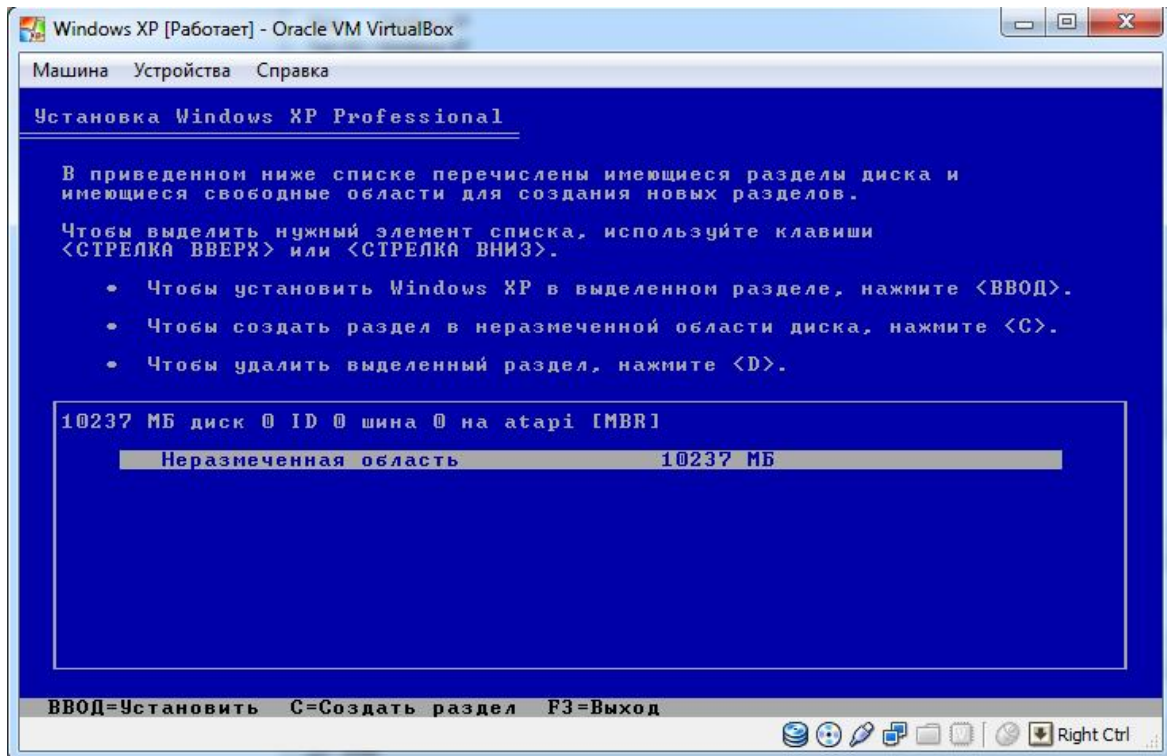 Windows XP [Работает] - Oracle VM VirtualBox
Машина Устройства Справка
Установка Windows XP Professional
В приведенном ниже списке перечислены имеющиеся разделы диска и
имеющиеся свободные области для создания новых разделов.
Чтобы выделить нужный элемент списка, используйте клавиши
<СТРЕЛКА ВВЕРХ> или <СТРЕЛКА ВНИЗ>.
• Чтобы установить Windows XP в выделенном разделе, нажмите <ВВОД>.
• Чтобы создать раздел в неразмеченной области диска, нажмите <C>.
• Чтобы удалить выделенный раздел, нажмите <D>.
10237 МБ диск 0 ID 0 шина 0 на atapi [MBR]
Неразмеченная область 10237 МБ
ВВОД=Установить C=Создать раздел F3=Выход
Right Ctrl